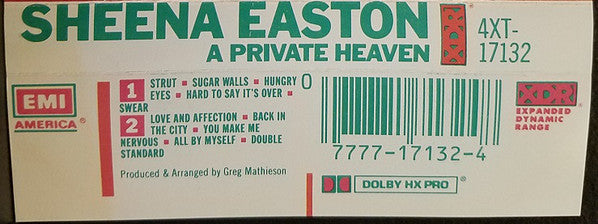 SHEENA EASTON
A PRIVATE HEAVEN
XDR®
4XT-
17132
EMI
AMERICA®
1 STRUT ▪ SUGAR WALLS ▪ HUNGRY
EYES ▪ HARD TO SAY IT'S OVER ▪
SWEAR
2 LOVE AND AFFECTION ▪ BACK IN
THE CITY ▪ YOU MAKE ME
NERVOUS ▪ ALL BY MYSELF ▪ DOUBLE
STANDARD
Produced & Arranged by Greg Mathieson
0
7777-17132-4
DOLBY HX PRO®
XDR®
EXPANDED
DYNAMIC
RANGE